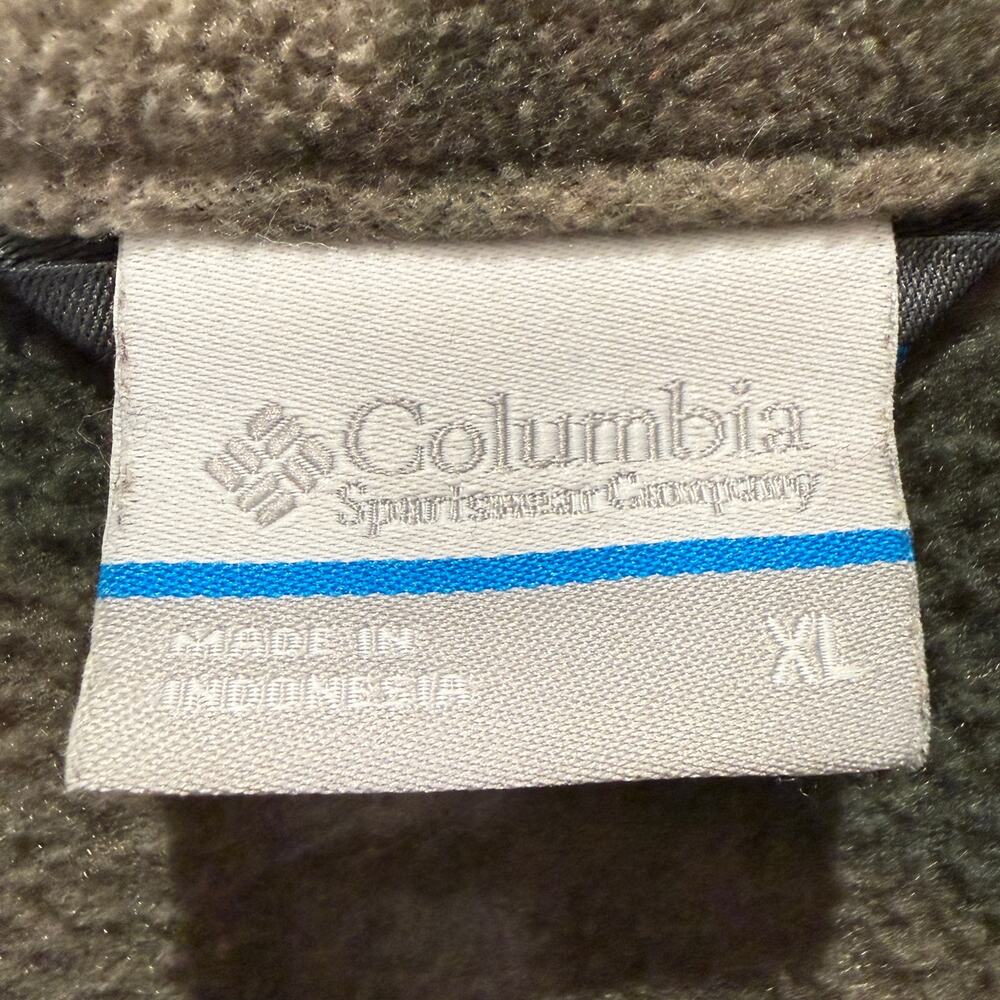 Columbia
Sportswear Company
MADE IN
INDONESIA
XL